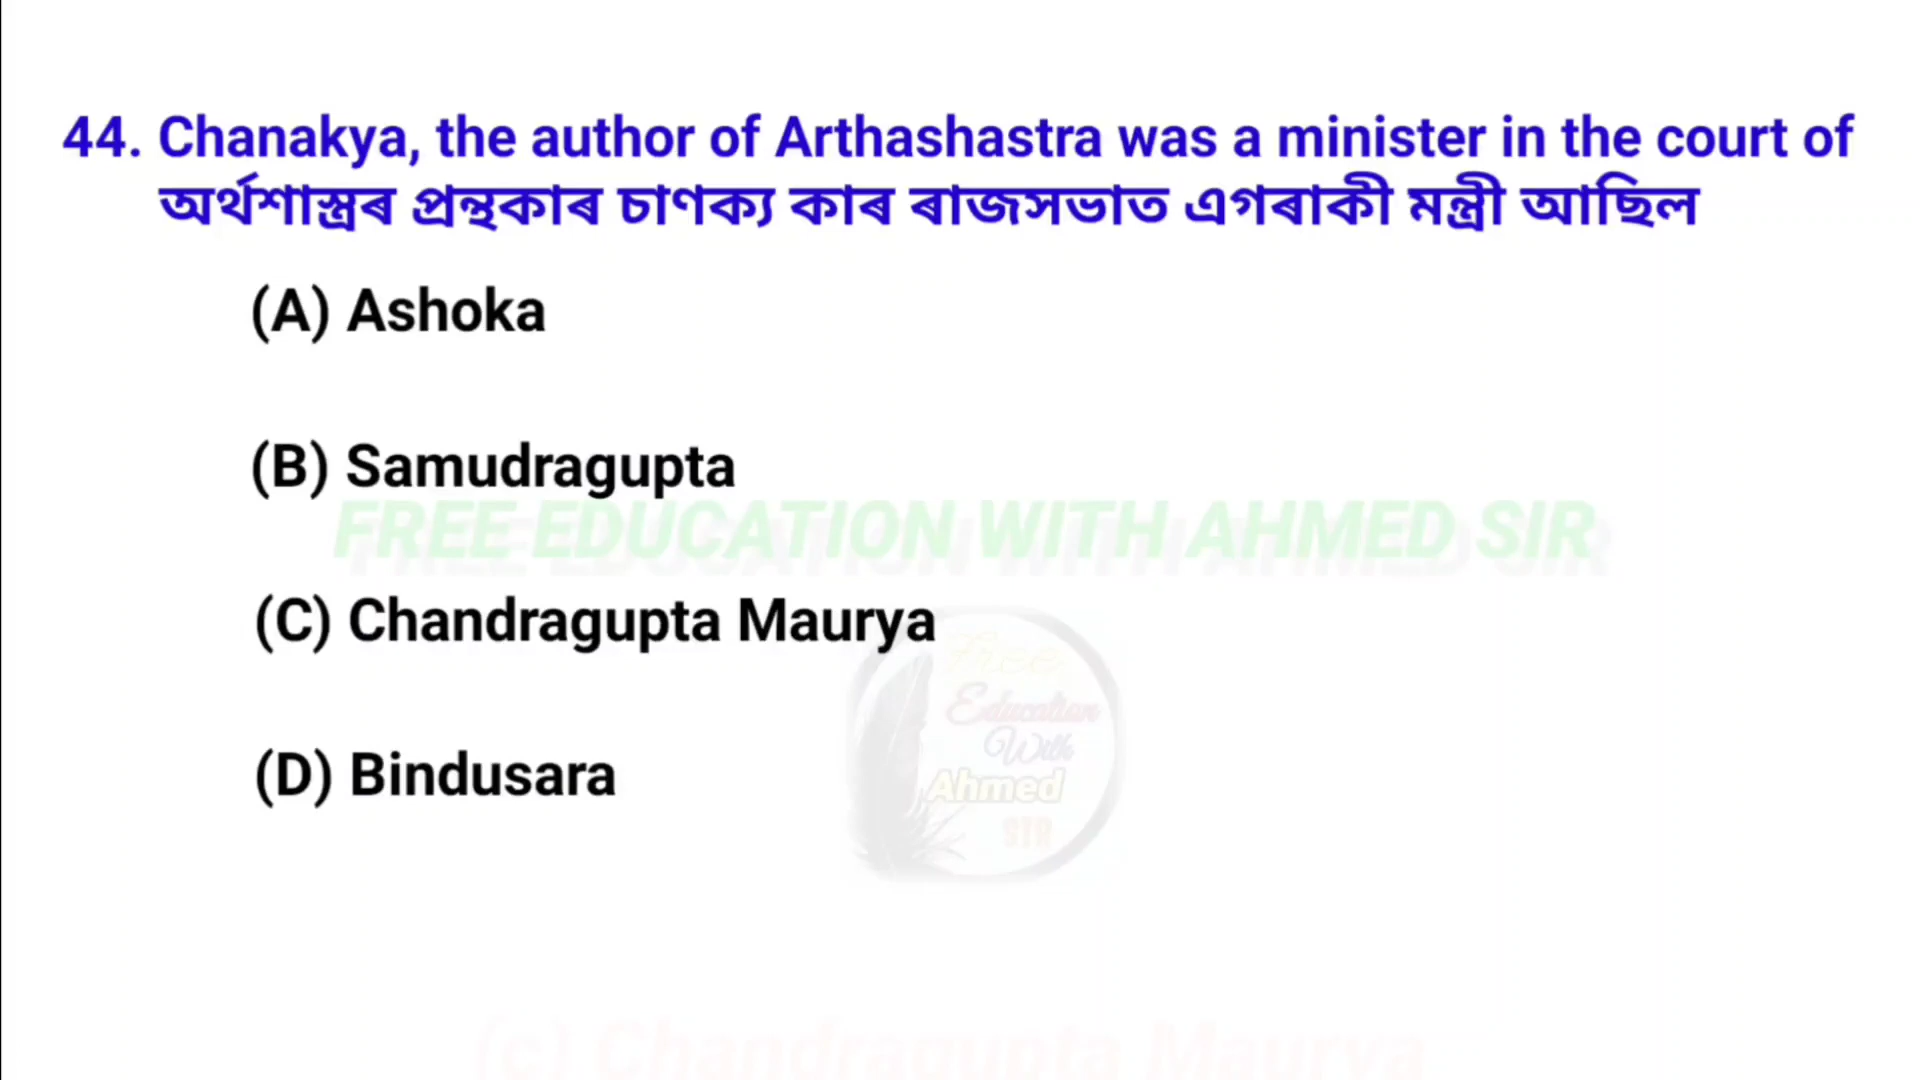 44. Chanakya, the author of Arthashastra was a minister in the court of
অৰ্থশাস্ত্ৰৰ প্ৰন্থকাৰ চাণক্য কাৰ ৰাজসভাত এগৰাকী মন্ত্ৰী আছিল
(A) Ashoka
(B) Samudragupta
FREE EDUCATION WITH AHMED SIR
(C) Chandragupta Maurya
Free
Education
With
Ahmed
SIR
(D) Bindusara
(c) Chandragupta Maurya